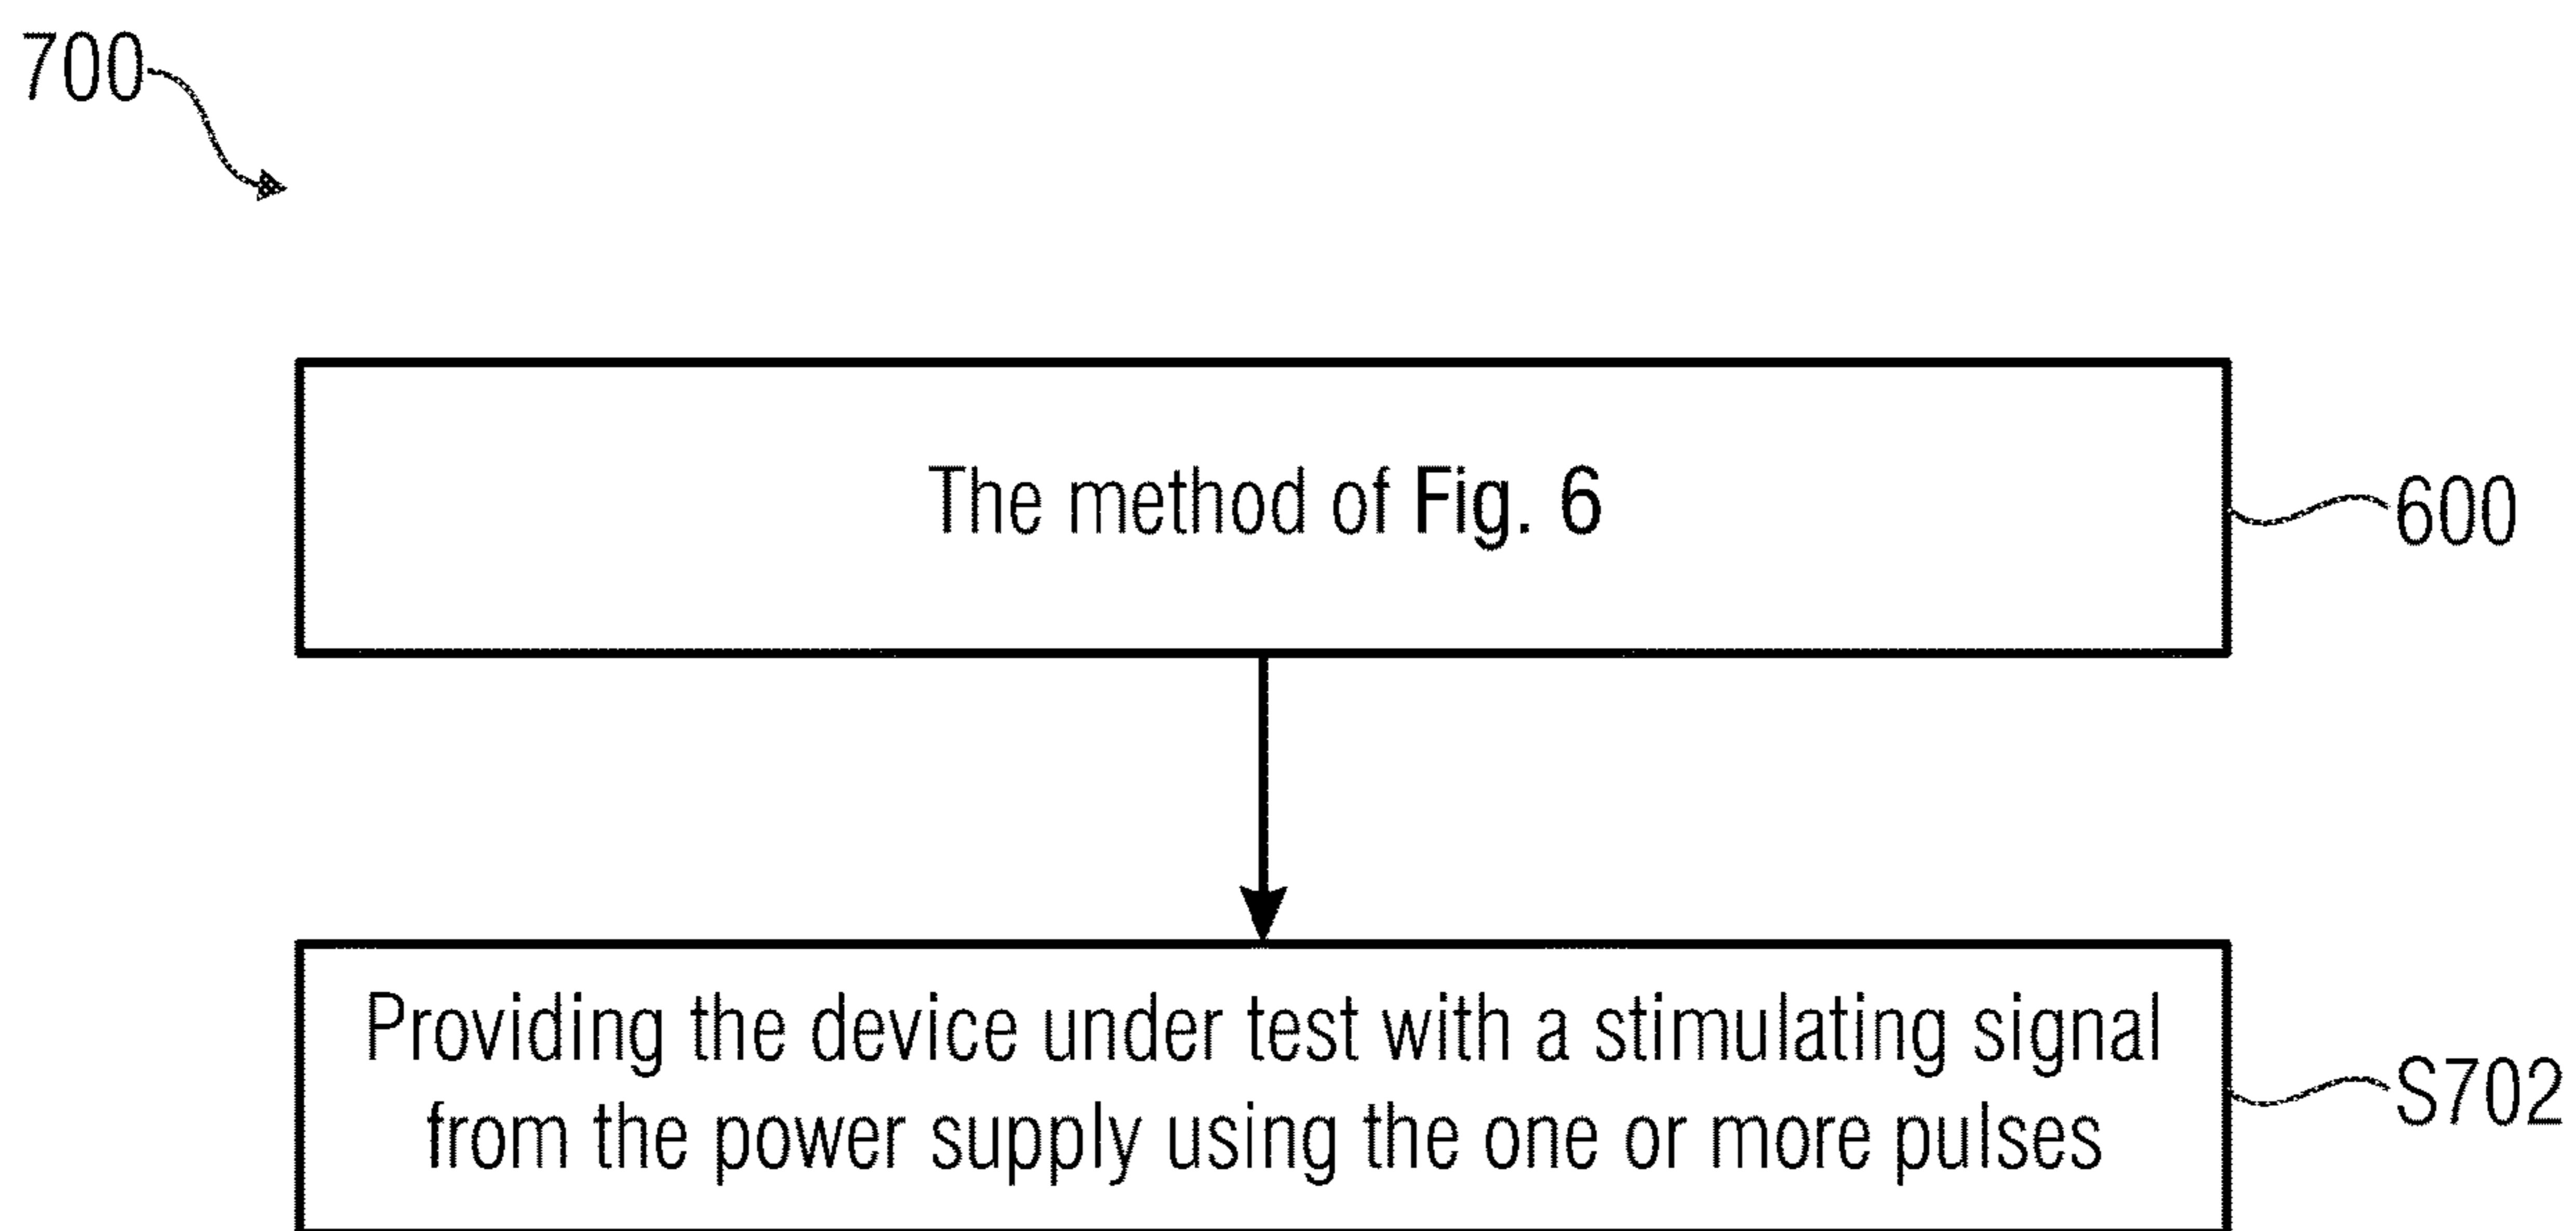 700
The method of Fig. 6
600
Providing the device under test with a stimulating signal
from the power supply using the one or more pulses
S702